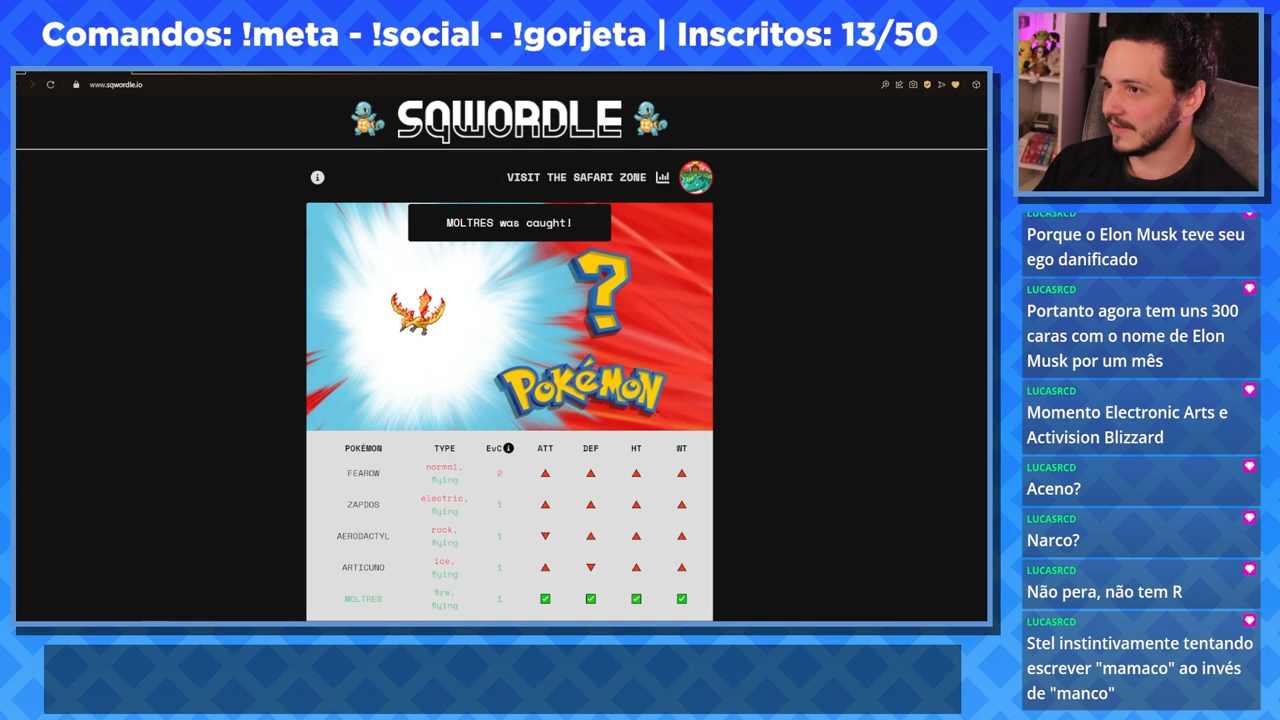 Comandos: !meta - !social - !gorjeta | Inscritos: 13/50
www.sqwordle.io
SQWORDLE
VISIT THE SAFARI ZONE
MOLTRES was caught!
?
POKéMON
POKÉMON TYPE EvC ATT DEF HT WT
FEAROW normal, flying 2 ▲ ▲ ▲ ▲
ZAPDOS electric, flying 1 ▲ ▲ ▲ ▲
AERODACTYL rock, flying 1 ▼ ▲ ▲ ▲
ARTICUNO ice, flying 1 ▲ ▼ ▲ ▲
MOLTRES fire, flying 1 ✅ ✅ ✅ ✅
LUCASRCD
Porque o Elon Musk teve seu
ego danificado
LUCASRCD
Portanto agora tem uns 300
caras com o nome de Elon
Musk por um mês
LUCASRCD
Momento Electronic Arts e
Activision Blizzard
LUCASRCD
Aceno?
LUCASRCD
Narco?
LUCASRCD
Não pera, não tem R
LUCASRCD
Stel instintivamente tentando
escrever "mamaco" ao invés
de "manco"